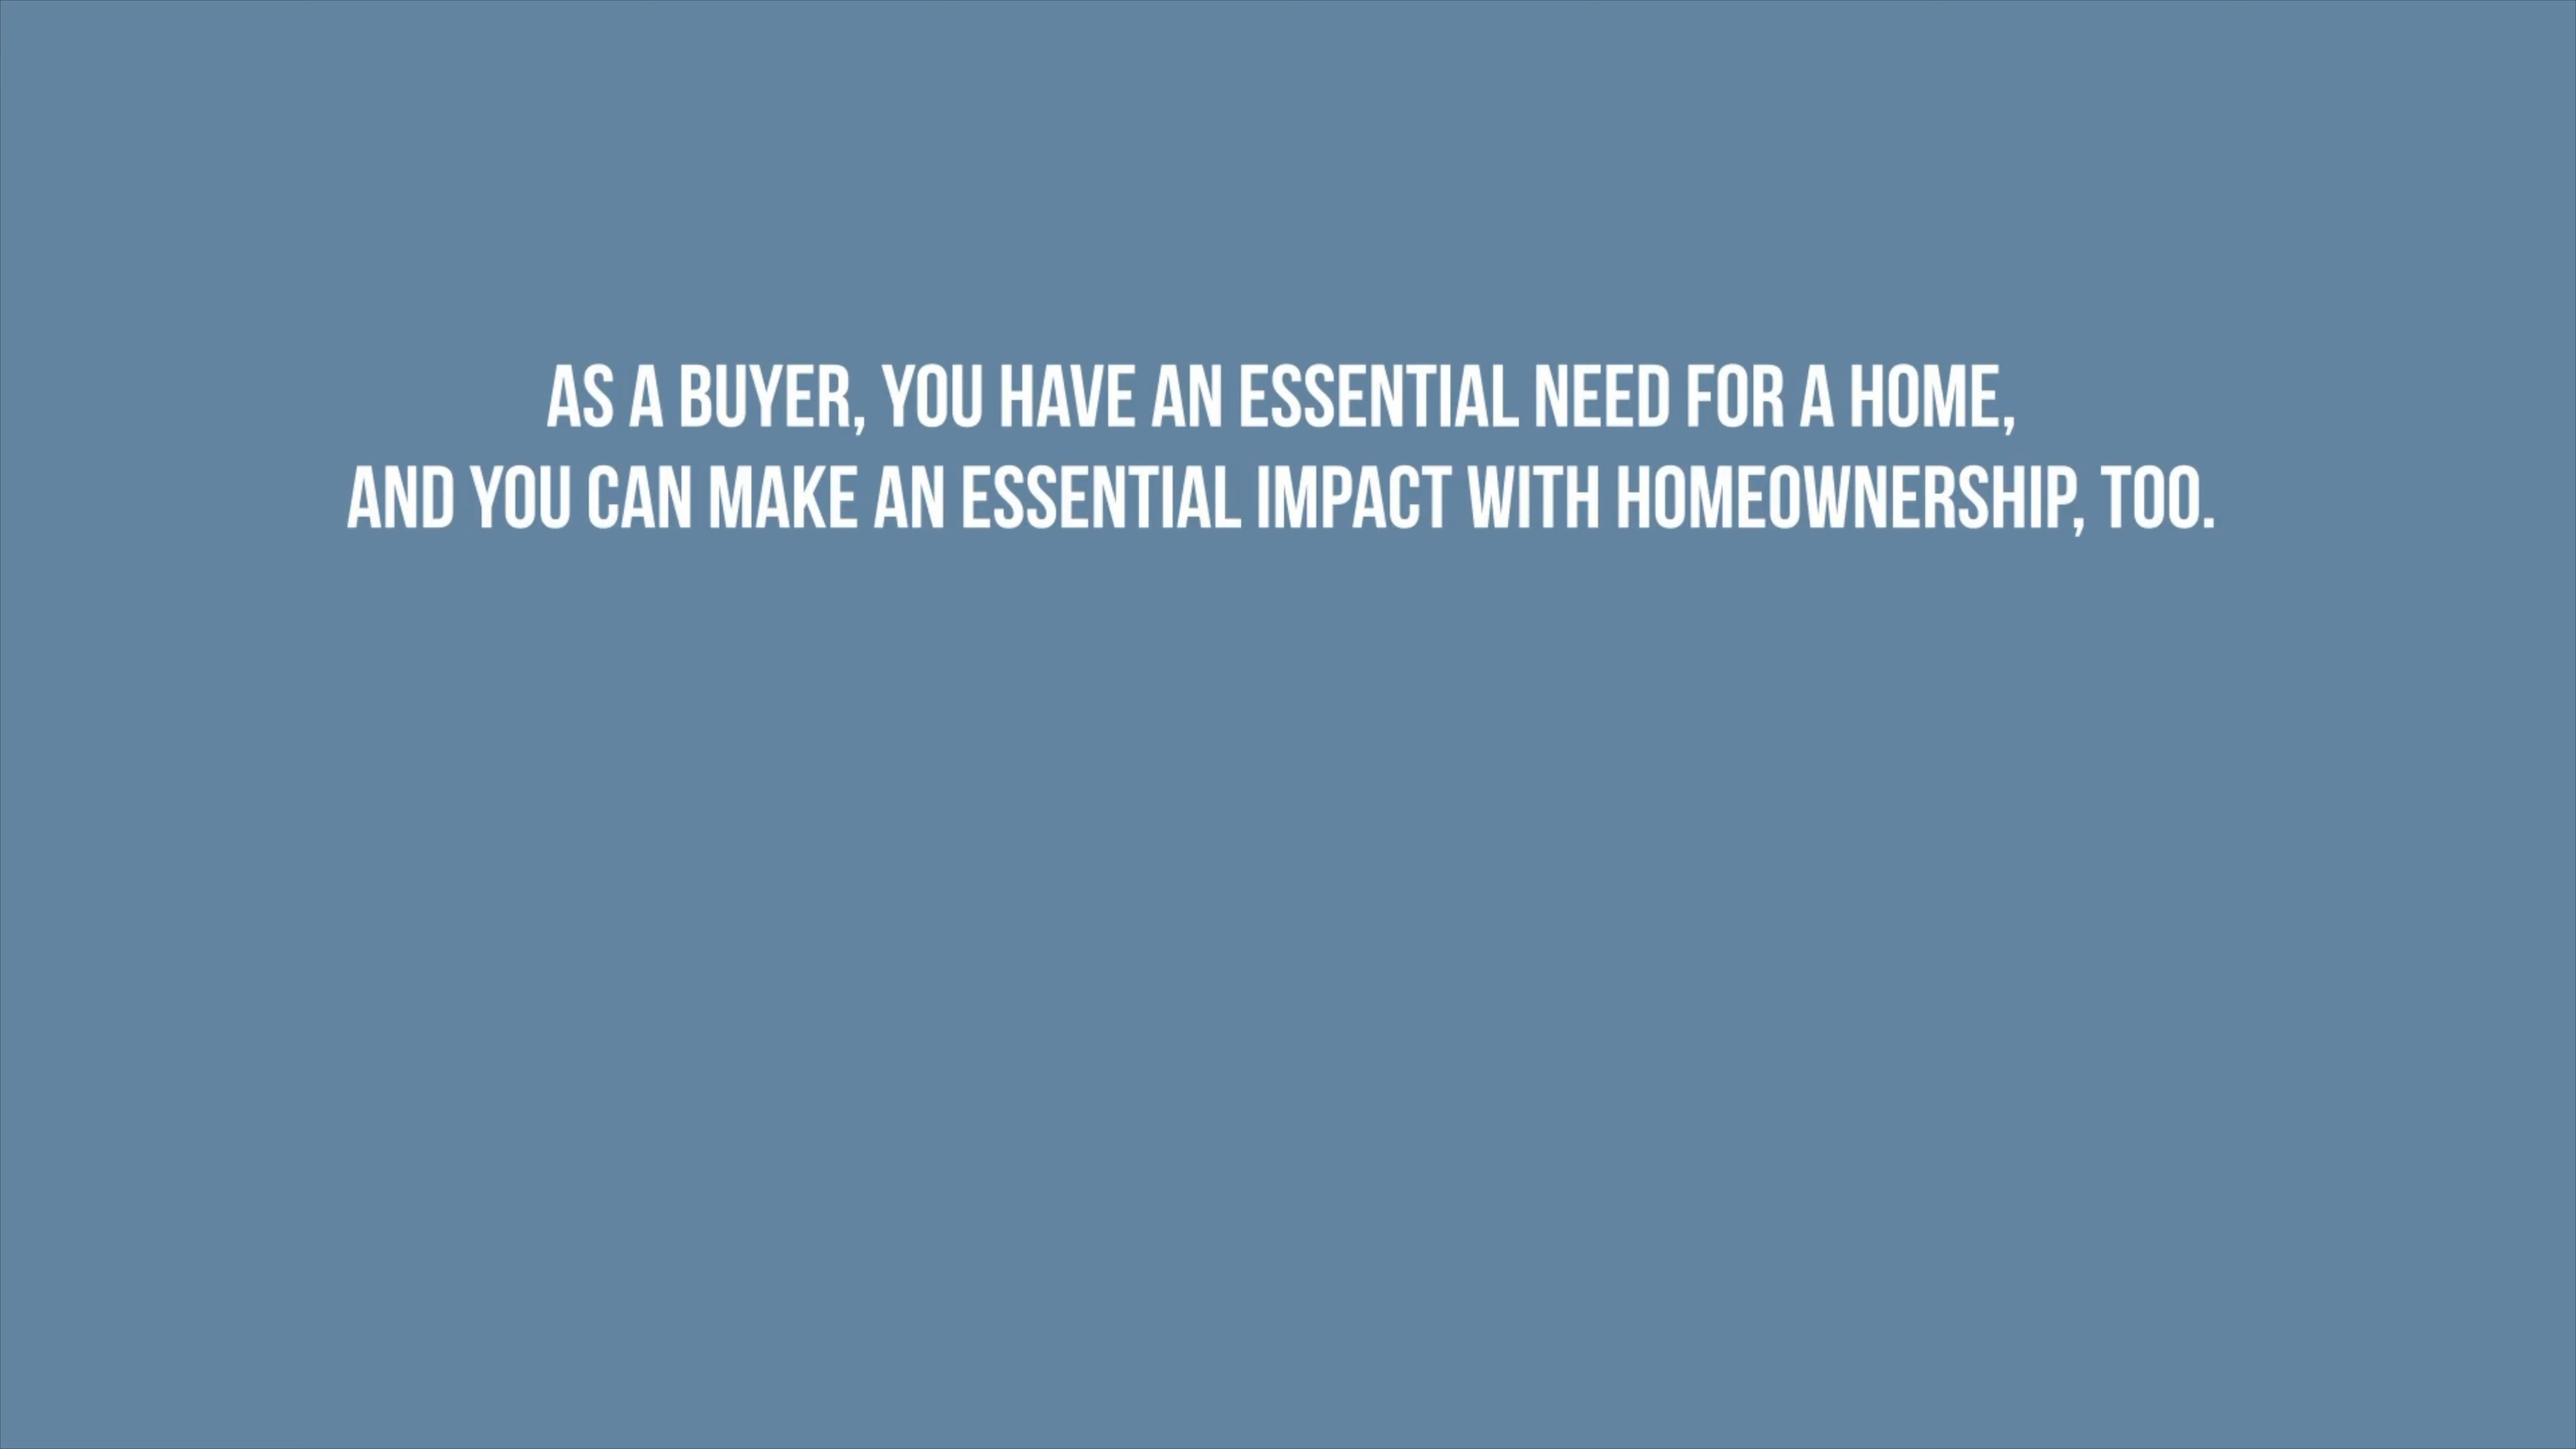 AS A BUYER, YOU HAVE AN ESSENTIAL NEED FOR A HOME,
AND YOU CAN MAKE AN ESSENTIAL IMPACT WITH HOMEOWNERSHIP, TOO.